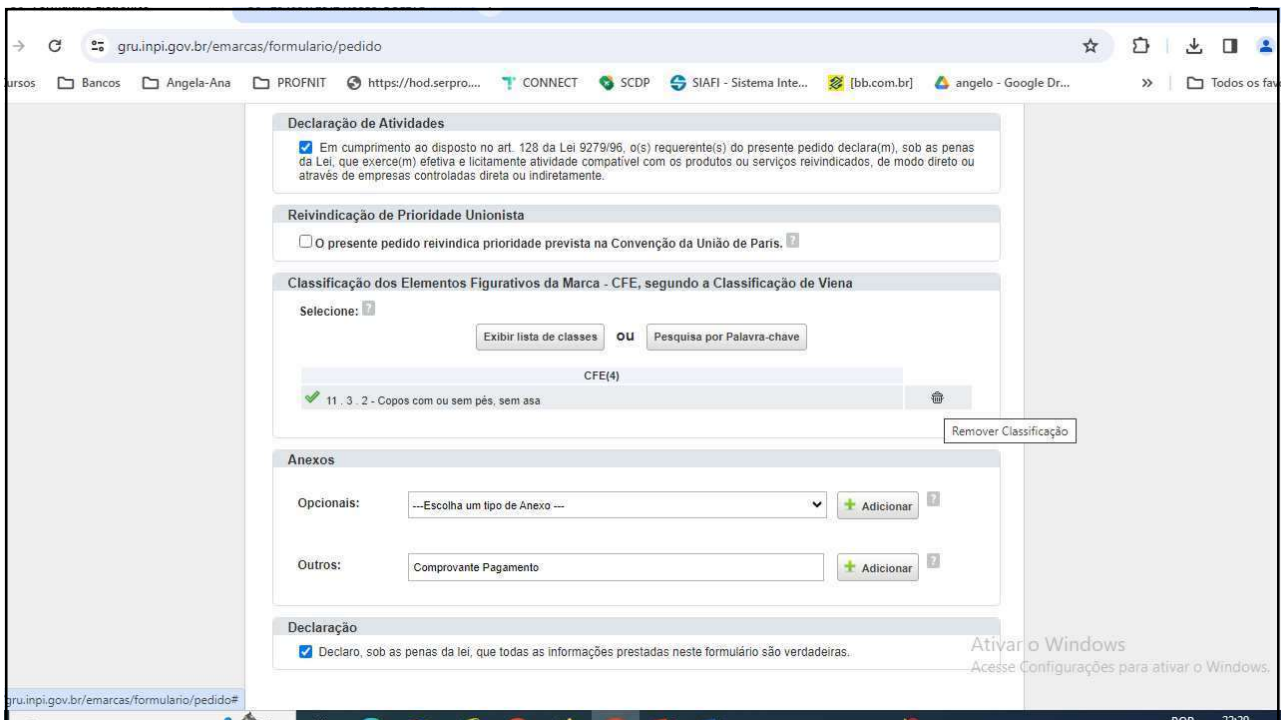 gru.inpi.gov.br/emarcas/formulario/pedido
ursos Bancos Angela-Ana PROFNIT https://hod.serpro.... CONNECT SCDP SIAFI - Sistema Inte... [bb.com.br] angelo - Google Dr... » Todos os fav
Declaração de Atividades
Em cumprimento ao disposto no art. 128 da Lei 9279/96, o(s) requerente(s) do presente pedido declara(m), sob as penas
da Lei, que exerce(m) efetiva e licitamente atividade compatível com os produtos ou serviços reivindicados, de modo direto ou
através de empresas controladas direta ou indiretamente.
Reivindicação de Prioridade Unionista
O presente pedido reivindica prioridade prevista na Convenção da União de Paris. ?
Classificação dos Elementos Figurativos da Marca - CFE, segundo a Classificação de Viena
Selecione: ?
Exibir lista de classes ou Pesquisa por Palavra-chave
CFE(4)
11 . 3 . 2 - Copos com ou sem pés, sem asa
Remover Classificação
Anexos
Opcionais: ---Escolha um tipo de Anexo --- Adicionar ?
Outros: Comprovante Pagamento Adicionar ?
Declaração
Declaro, sob as penas da lei, que todas as informações prestadas neste formulário são verdadeiras.
Ativar o Windows
Acesse Configurações para ativar o Windows.
gru.inpi.gov.br/emarcas/formulario/pedido#